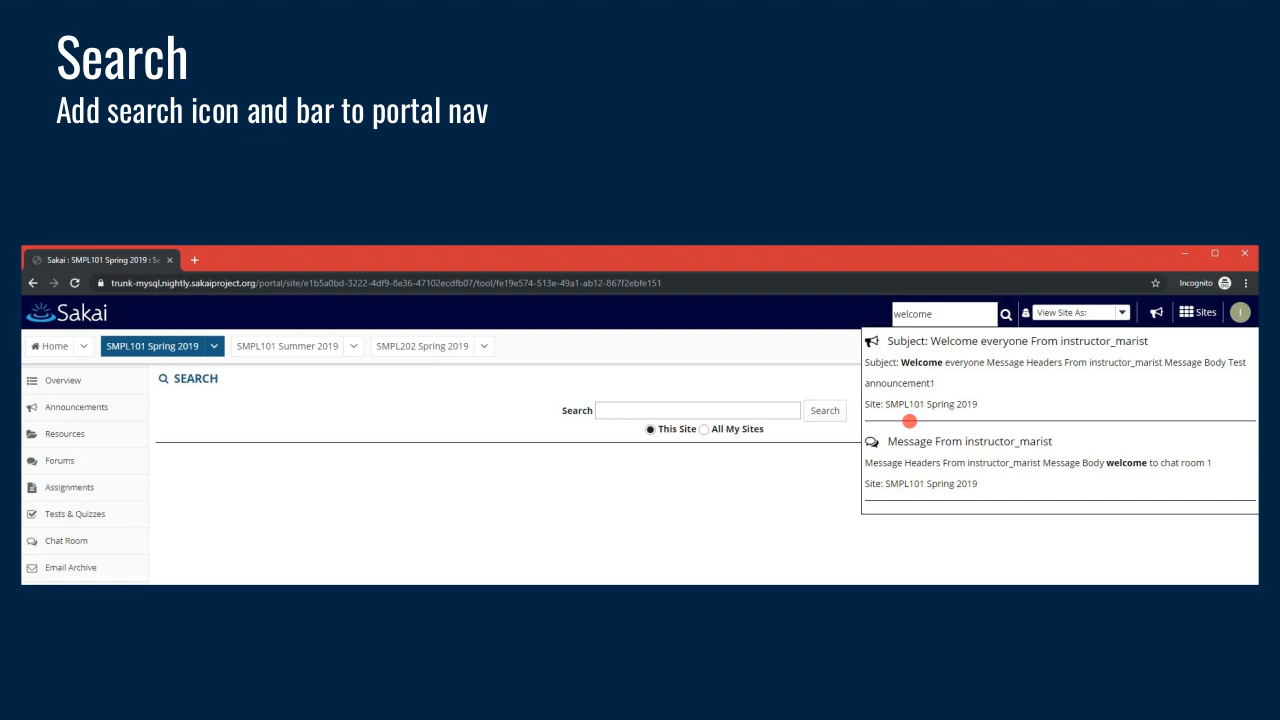 Search
Add search icon and bar to portal nav
Sakai : SMPL101 Spring 2019 : Se
trunk-mysql.nightly.sakaiproject.org/portal/site/e1b5a0bd-3222-4df9-8e36-47102ecdfb07/tool/fe19e574-513e-49a1-ab12-867f2ebfe151
Incognito
Sakai
welcome
View Site As:
Sites
I
Home
SMPL101 Spring 2019
SMPL101 Summer 2019
SMPL202 Spring 2019
Subject: Welcome everyone From instructor_marist
Subject: Welcome everyone Message Headers From instructor_marist Message Body Test
announcement1
Site: SMPL101 Spring 2019
Message From instructor_marist
Message Headers From instructor_marist Message Body welcome to chat room 1
Site: SMPL101 Spring 2019
Overview
Announcements
Resources
Forums
Assignments
Tests & Quizzes
Chat Room
Email Archive
SEARCH
Search
Search
This Site
All My Sites